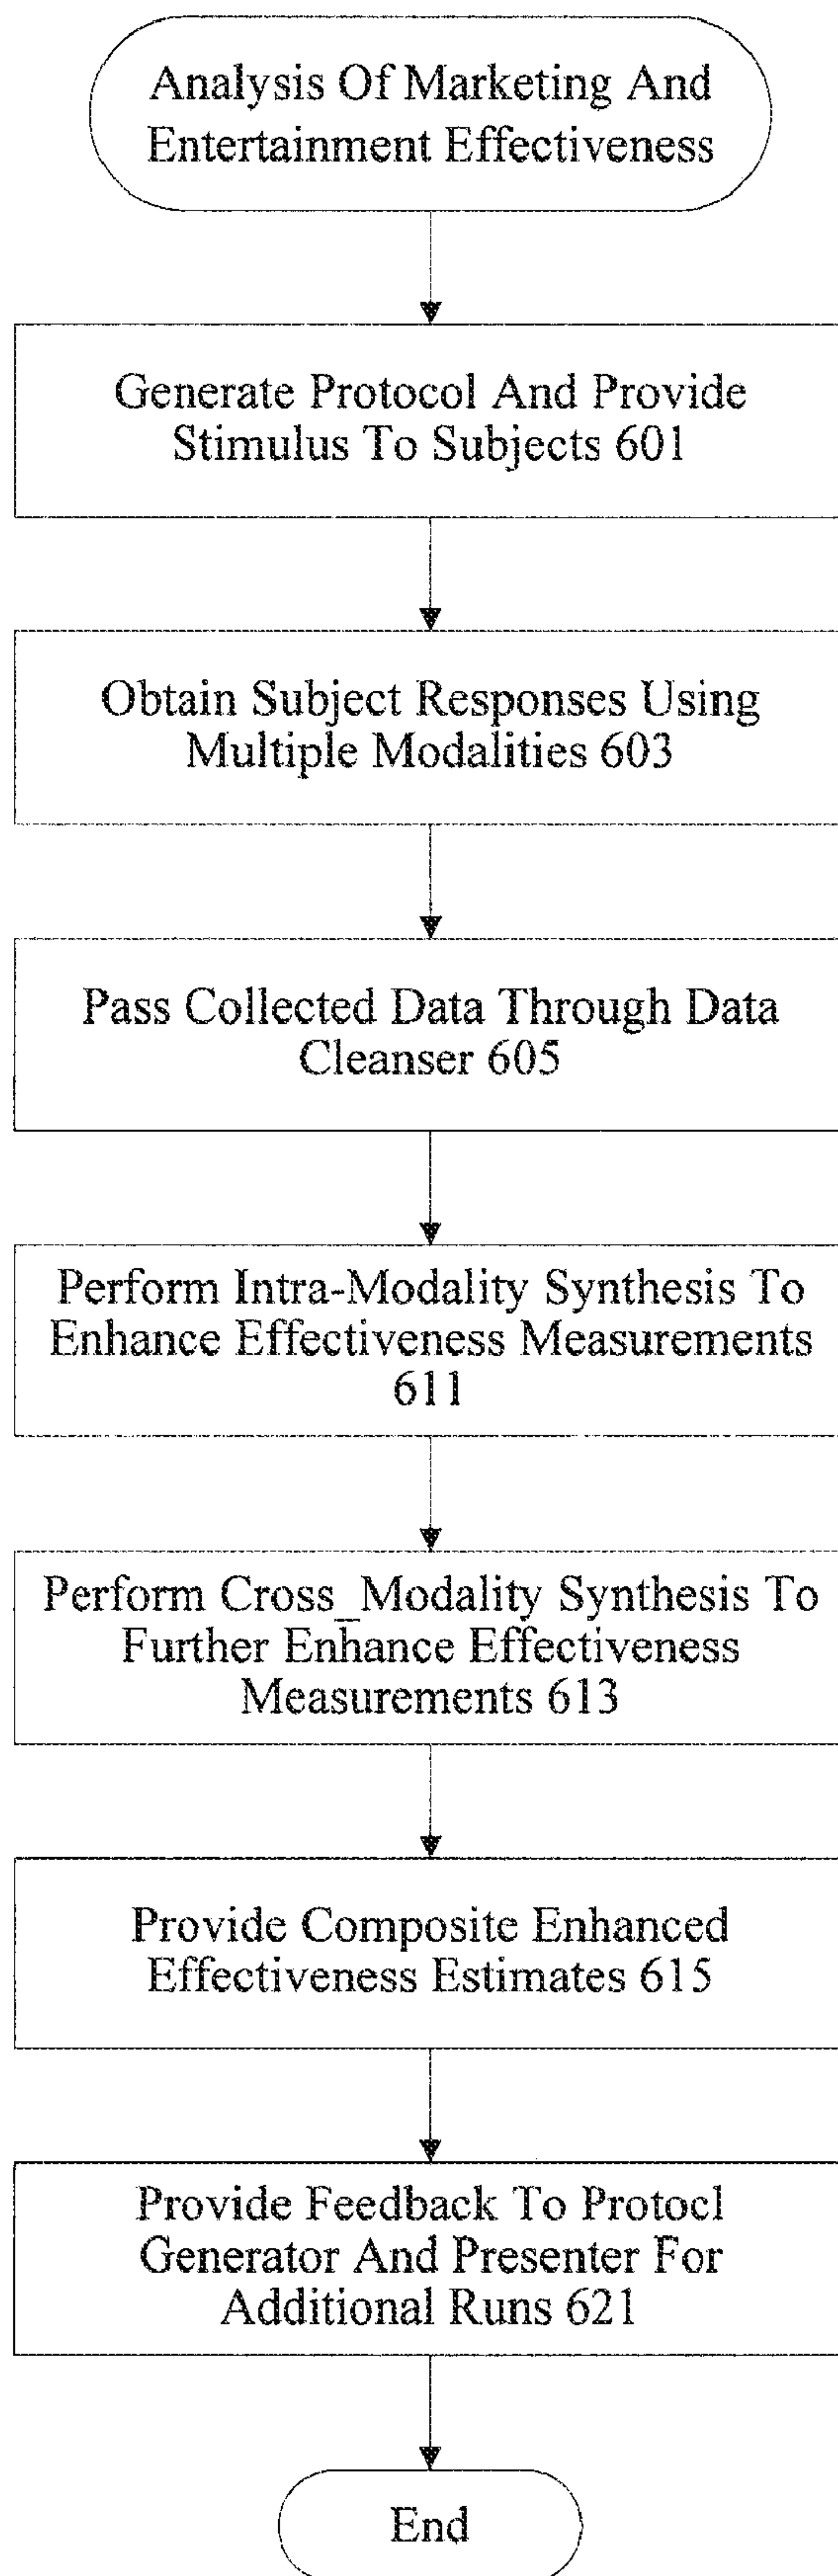 Analysis Of Marketing And
Entertainment Effectiveness
Generate Protocol And Provide
Stimulus To Subjects 601
Obtain Subject Responses Using
Multiple Modalities 603
Pass Collected Data Through Data
Cleanser 605
Perform Intra-Modality Synthesis To
Enhance Effectiveness Measurements
611
Perform Cross_Modality Synthesis To
Further Enhance Effectiveness
Measurements 613
Provide Composite Enhanced
Effectiveness Estimates 615
Provide Feedback To Protocl
Generator And Presenter For
Additional Runs 621
End